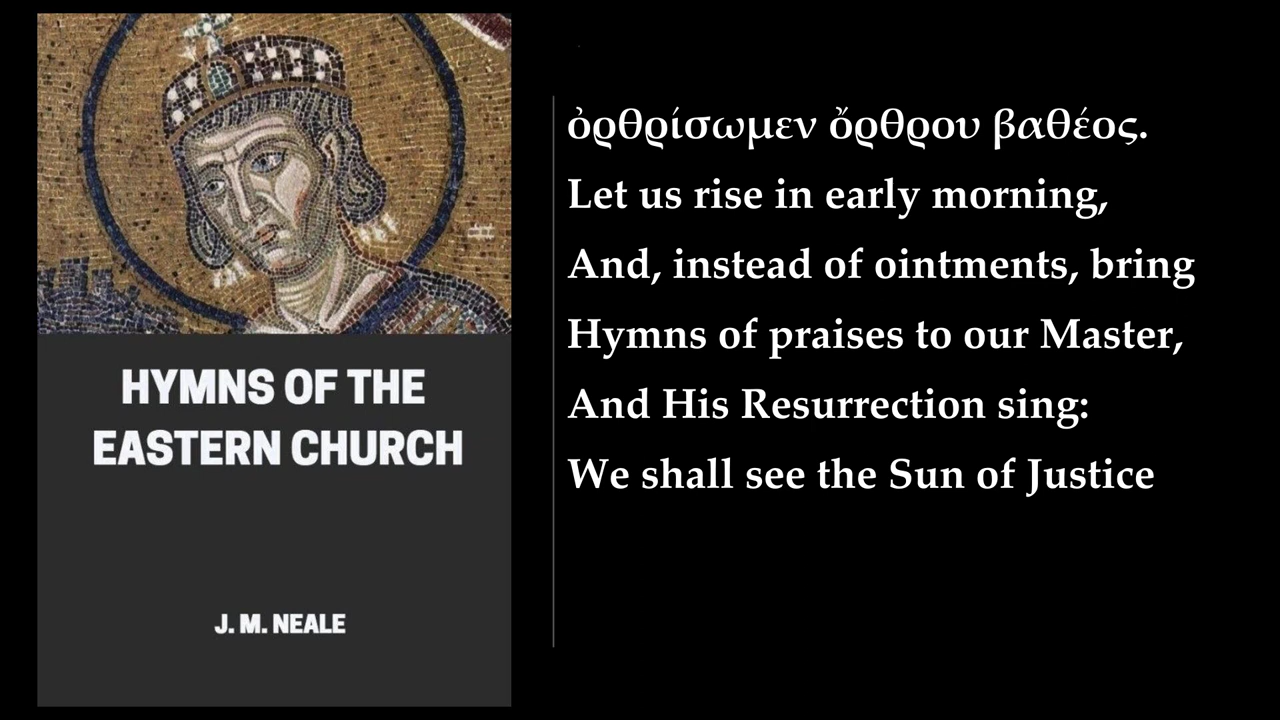 HYMNS OF THE
EASTERN CHURCH
J. M. NEALE
ὀρθρίσωμεν ὄρθρου βαθέος.
Let us rise in early morning,
And, instead of ointments, bring
Hymns of praises to our Master,
And His Resurrection sing:
We shall see the Sun of Justice